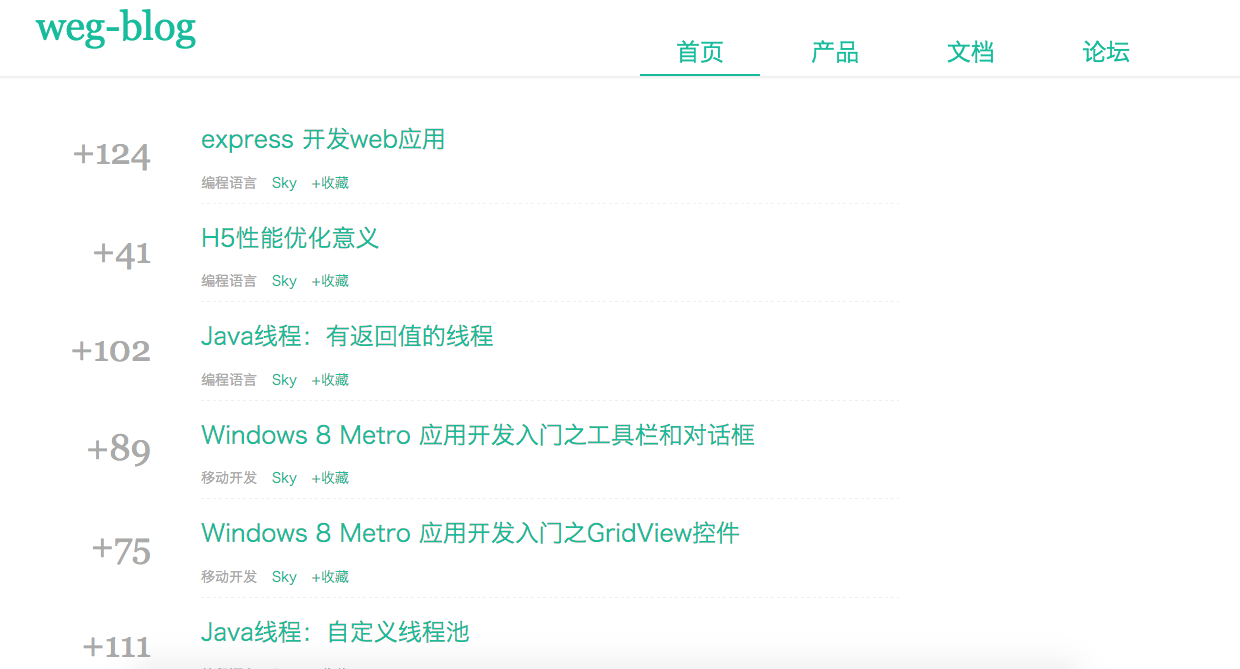 weg-blog
首页 产品 文档 论坛
+124
express 开发web应用
编程语言 Sky +收藏
+41
H5性能优化意义
编程语言 Sky +收藏
+102
Java线程：有返回值的线程
编程语言 Sky +收藏
+89
Windows 8 Metro 应用开发入门之工具栏和对话框
移动开发 Sky +收藏
+75
Windows 8 Metro 应用开发入门之GridView控件
移动开发 Sky +收藏
+111
Java线程：自定义线程池